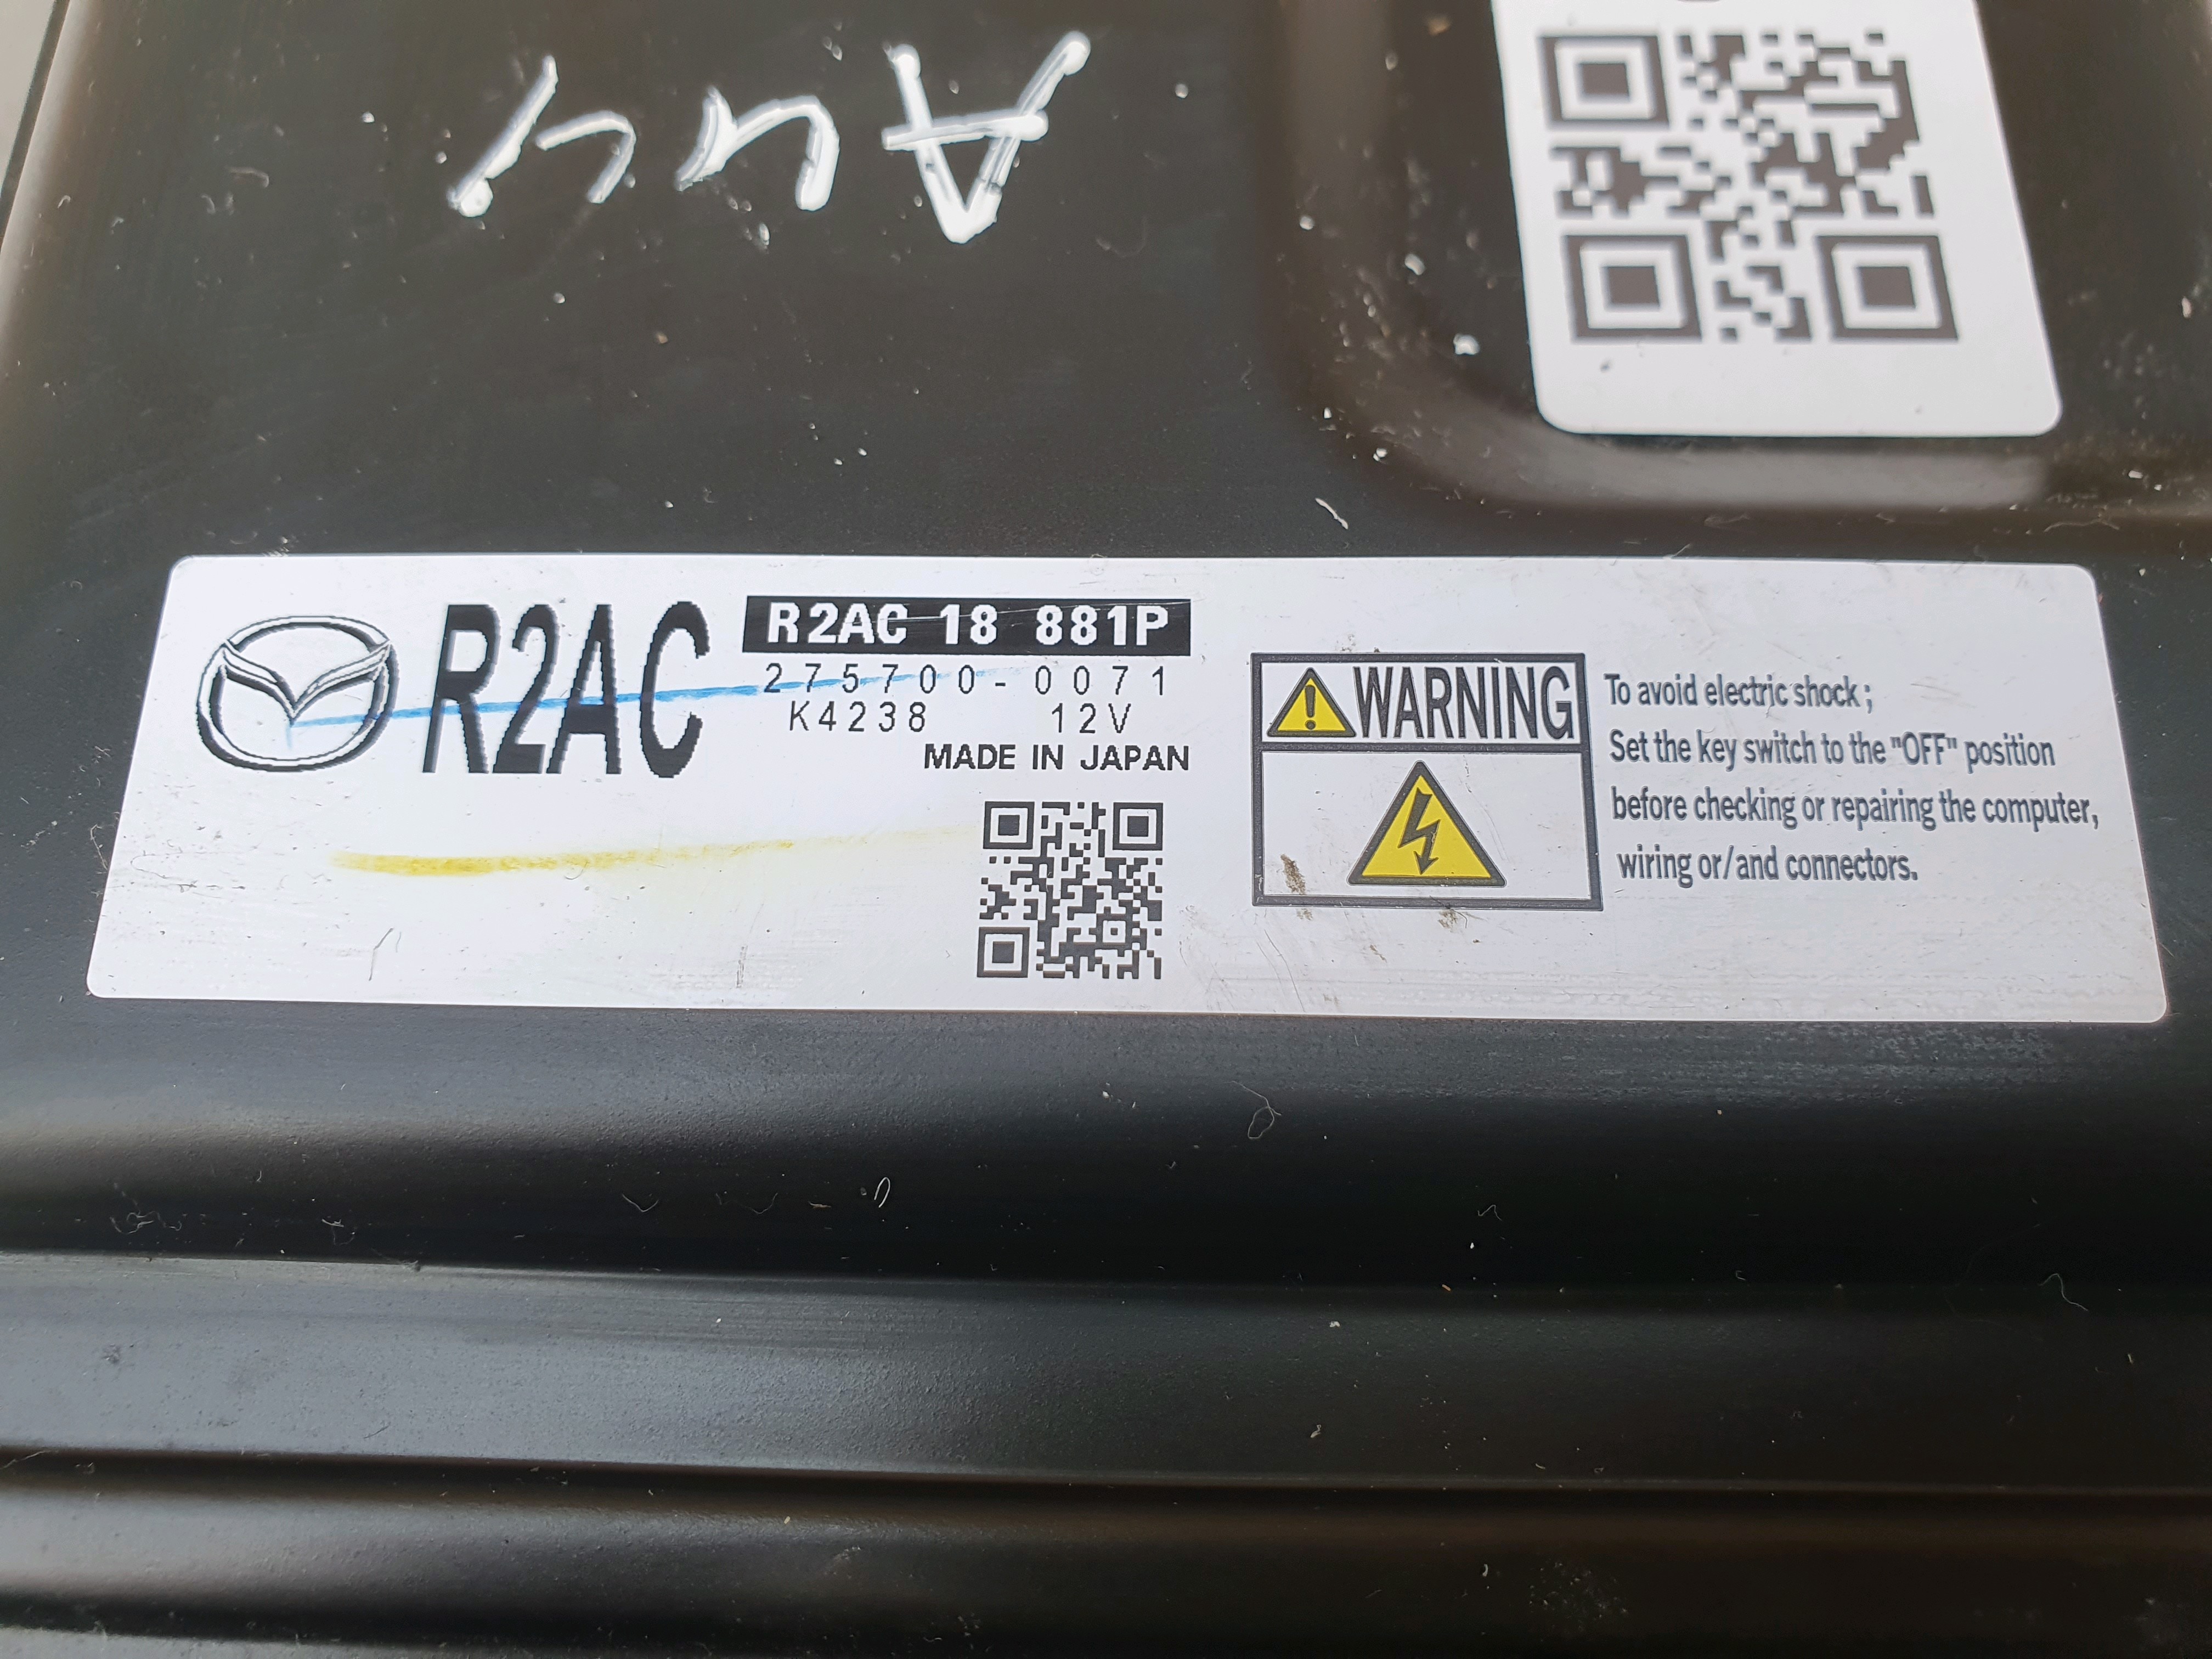 R2AC
R2AC 18 881P
275700-0071
K4238 12V
MADE IN JAPAN
WARNING
To avoid electric shock;
Set the key switch to the "OFF" position
before checking or repairing the computer,
wiring or/and connectors.